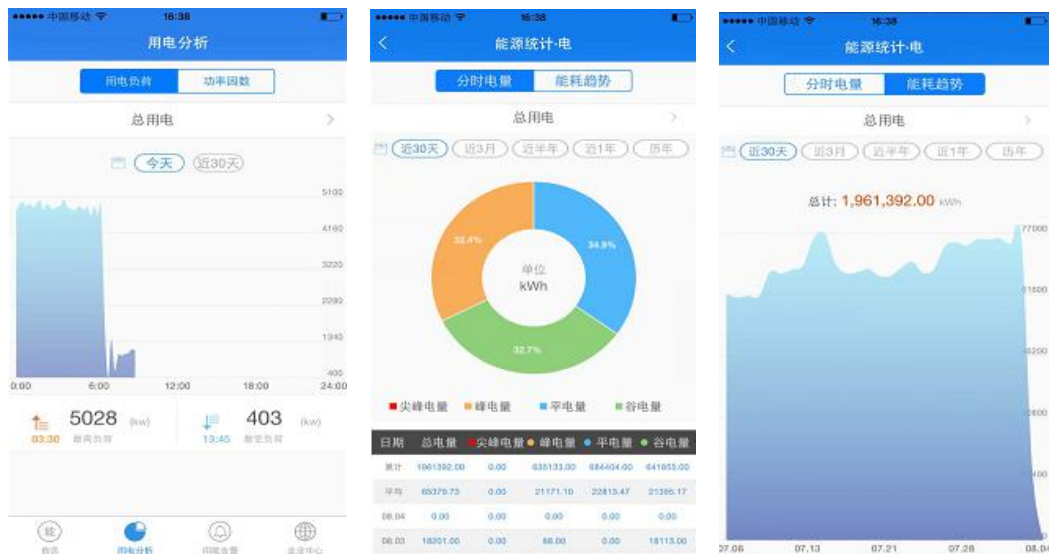 中国移动 16:38
用电分析
用电负荷 功率因数
总用电
今天 近30天
5100
4160
3220
2280
1340
400
0:00 6:00 12:00 18:00 24:00
5028 (kw) 403 (kw)
03:30 最高负荷 13:45 最低负荷
用电分析
中国移动 16:38
能源统计-电
分时电量 能耗趋势
总用电
近30天 近3月 近半年 近1年 历年
32.4% 34.9%
单位
kWh
32.7%
尖峰电量 峰电量 平电量 谷电量
日期 总电量 尖峰电量 峰电量 平电量 谷电量
累计 1961392.00 0.00 635133.00 684404.00 641855.00
平均 65379.73 0.00 21171.10 22813.47 21395.17
08.04 0.00 0.00 0.00 0.00 0.00
08.03 18201.00 0.00 88.00 0.00 18113.00
中国移动 16:38
能源统计-电
分时电量 能耗趋势
总用电
近30天 近3月 近半年 近1年 历年
总计: 1,961,392.00 kWh
77000
61600
46200
07.06 07.13 07.21 07.28 08.04